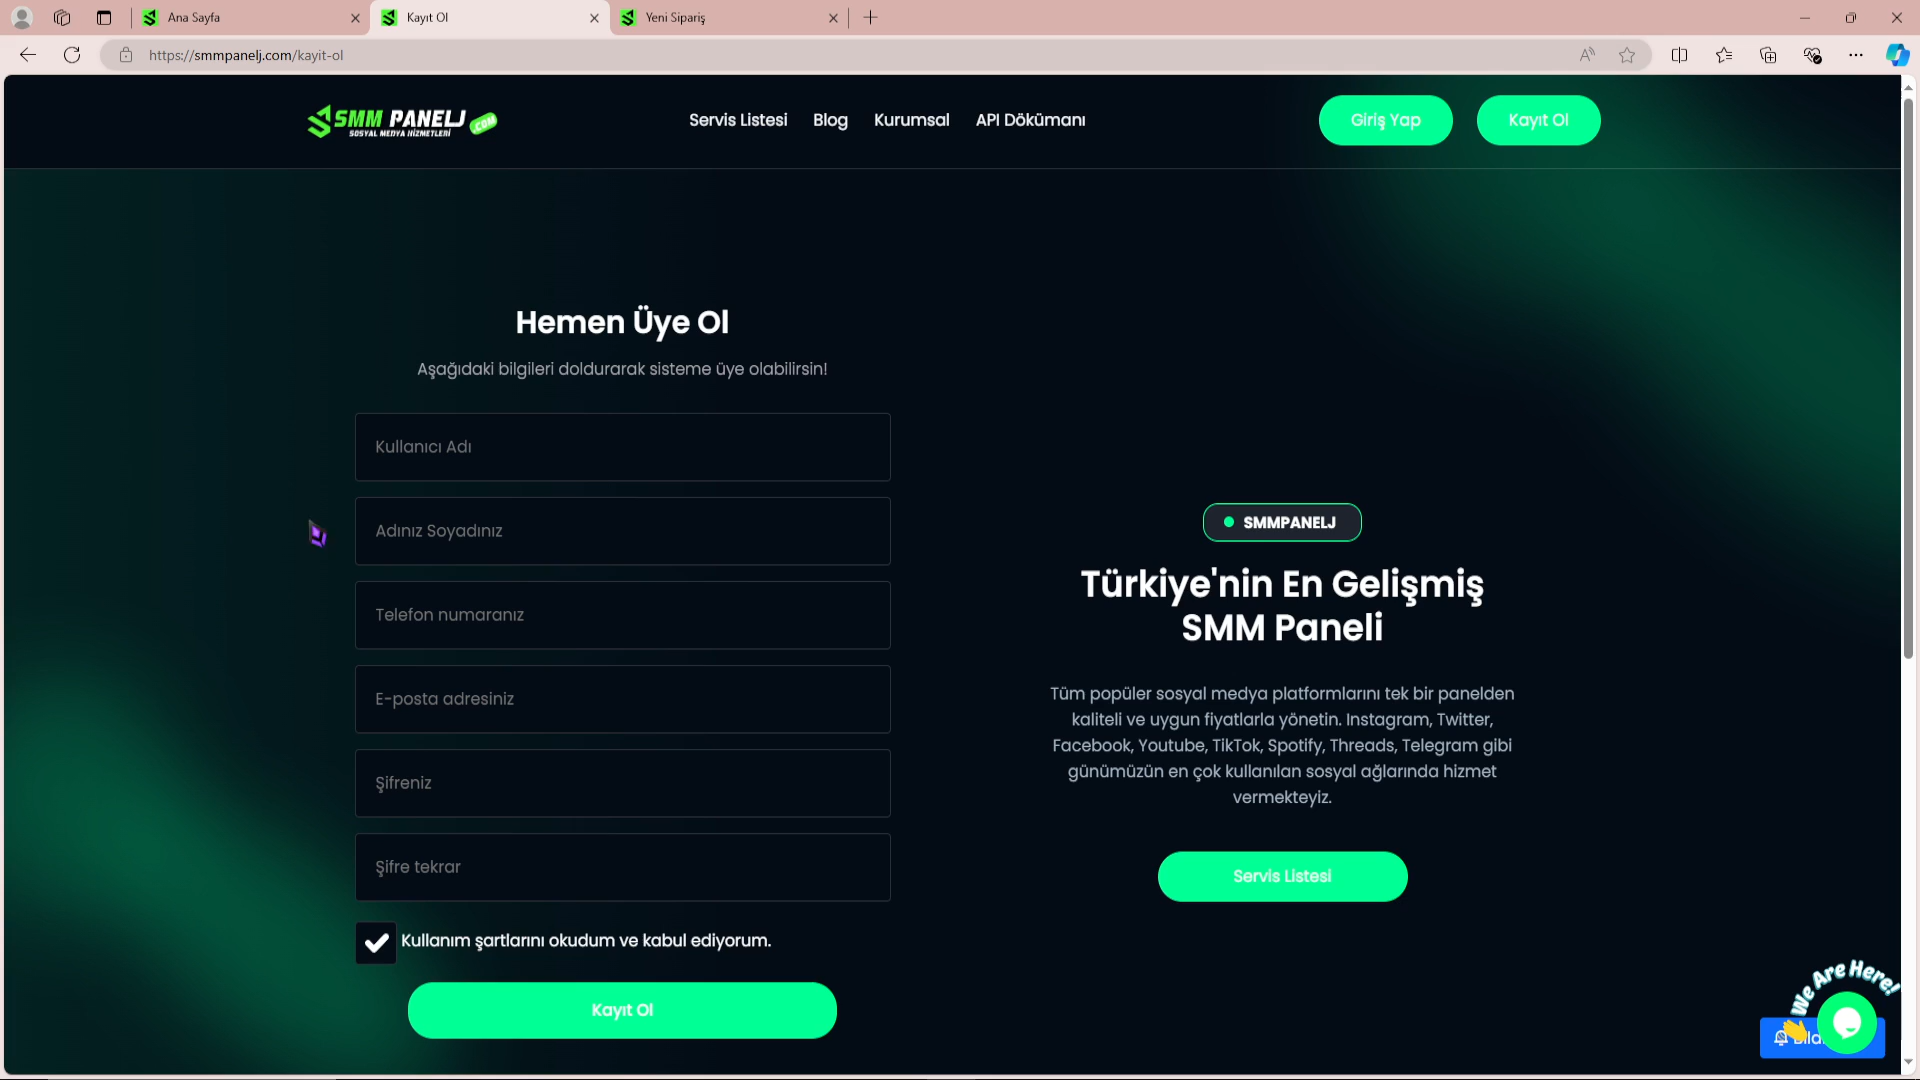 Ana Sayfa
Kayıt Ol
Yeni Sipariş
https://smmpanelj.com/kayit-ol
SMM PANELJ .COM
SOSYAL MEDYA HİZMETLERİ
Servis Listesi
Blog
Kurumsal
API Dökümanı
Giriş Yap
Kayıt Ol
Hemen Üye Ol
Aşağıdaki bilgileri doldurarak sisteme üye olabilirsin!
Kullanıcı Adı
Adınız Soyadınız
Telefon numaranız
E-posta adresiniz
Şifreniz
Şifre tekrar
Kullanım şartlarını okudum ve kabul ediyorum.
Kayıt Ol
SMMPANELJ
Türkiye'nin En Gelişmiş
SMM Paneli
Tüm popüler sosyal medya platformlarını tek bir panelden
kaliteli ve uygun fiyatlarla yönetin. Instagram, Twitter,
Facebook, Youtube, TikTok, Spotify, Threads, Telegram gibi
günümüzün en çok kullanılan sosyal ağlarında hizmet
vermekteyiz.
Servis Listesi
We Are Here!